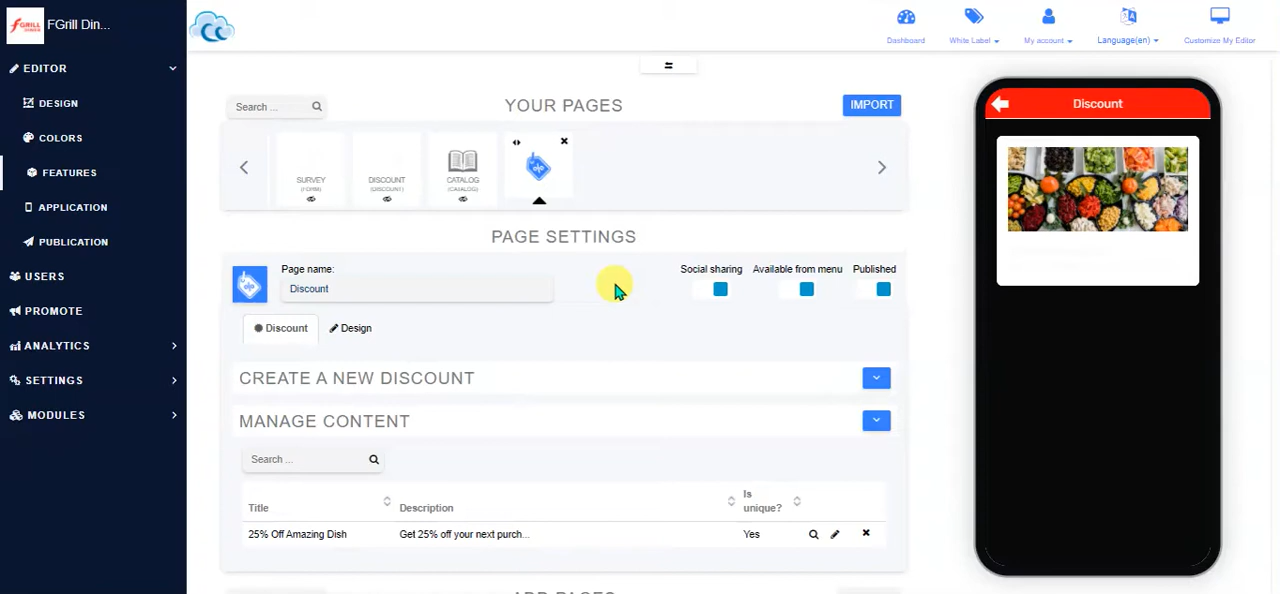 FGRILL
FGrill Din...
Dashboard
White Label
My account
Language(en)
Customize My Editor
EDITOR
DESIGN
COLORS
FEATURES
APPLICATION
PUBLICATION
USERS
PROMOTE
ANALYTICS
SETTINGS
MODULES
Search ...
YOUR PAGES
IMPORT
SURVEY
(FORM)
DISCOUNT
(DISCOUNT)
CATALOG
(CATALOG)
PAGE SETTINGS
Page name:
Social sharing
Available from menu
Published
Discount
Discount
Design
CREATE A NEW DISCOUNT
MANAGE CONTENT
Search ...
Title
Description
Is unique?
25% Off Amazing Dish
Get 25% off your next purch...
Yes
Discount